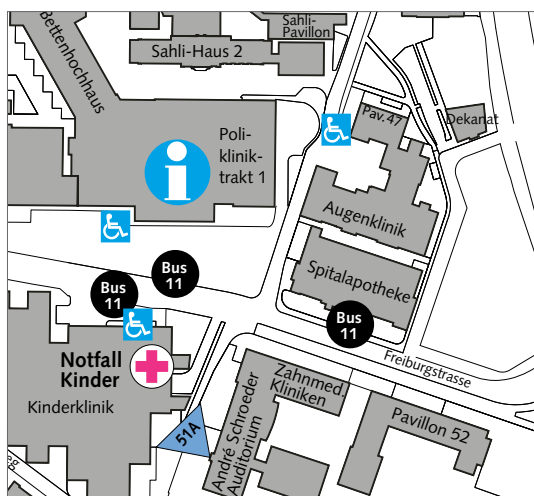 Sahli-
Pavillon
Sahli-Haus 2
Bettenhochhaus
Pav.47
Dekanat
Poli-
klinik-
trakt 1
i
Augenklinik
Spitalapotheke
Bus
11
Bus
11
Bus
11
Freiburgstrasse
Notfall
Kinder
Kinderklinik
Zahnmed.
Kliniken
51A
André Schroeder
Auditorium
Pavillon 52